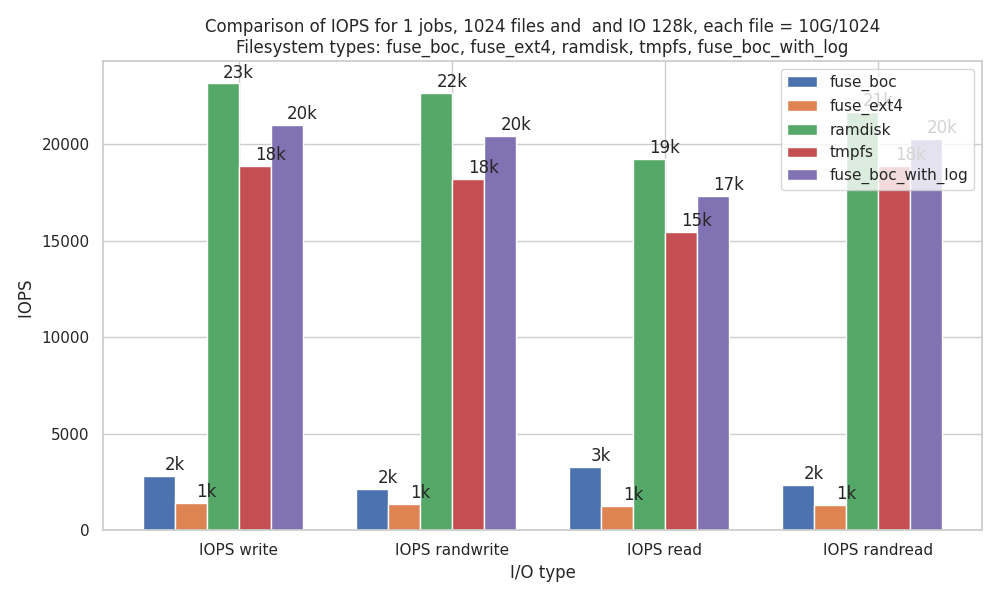 Comparison of IOPS for 1 jobs, 1024 files and  and IO 128k, each file = 10G/1024
Filesystem types: fuse_boc, fuse_ext4, ramdisk, tmpfs, fuse_boc_with_log
fuse_boc
fuse_ext4
ramdisk
tmpfs
fuse_boc_with_log
IOPS
20000
15000
10000
5000
0
2k
1k
23k
18k
20k
2k
1k
22k
18k
20k
3k
1k
19k
15k
17k
2k
1k
21k
18k
20k
IOPS write
IOPS randwrite
IOPS read
IOPS randread
I/O type